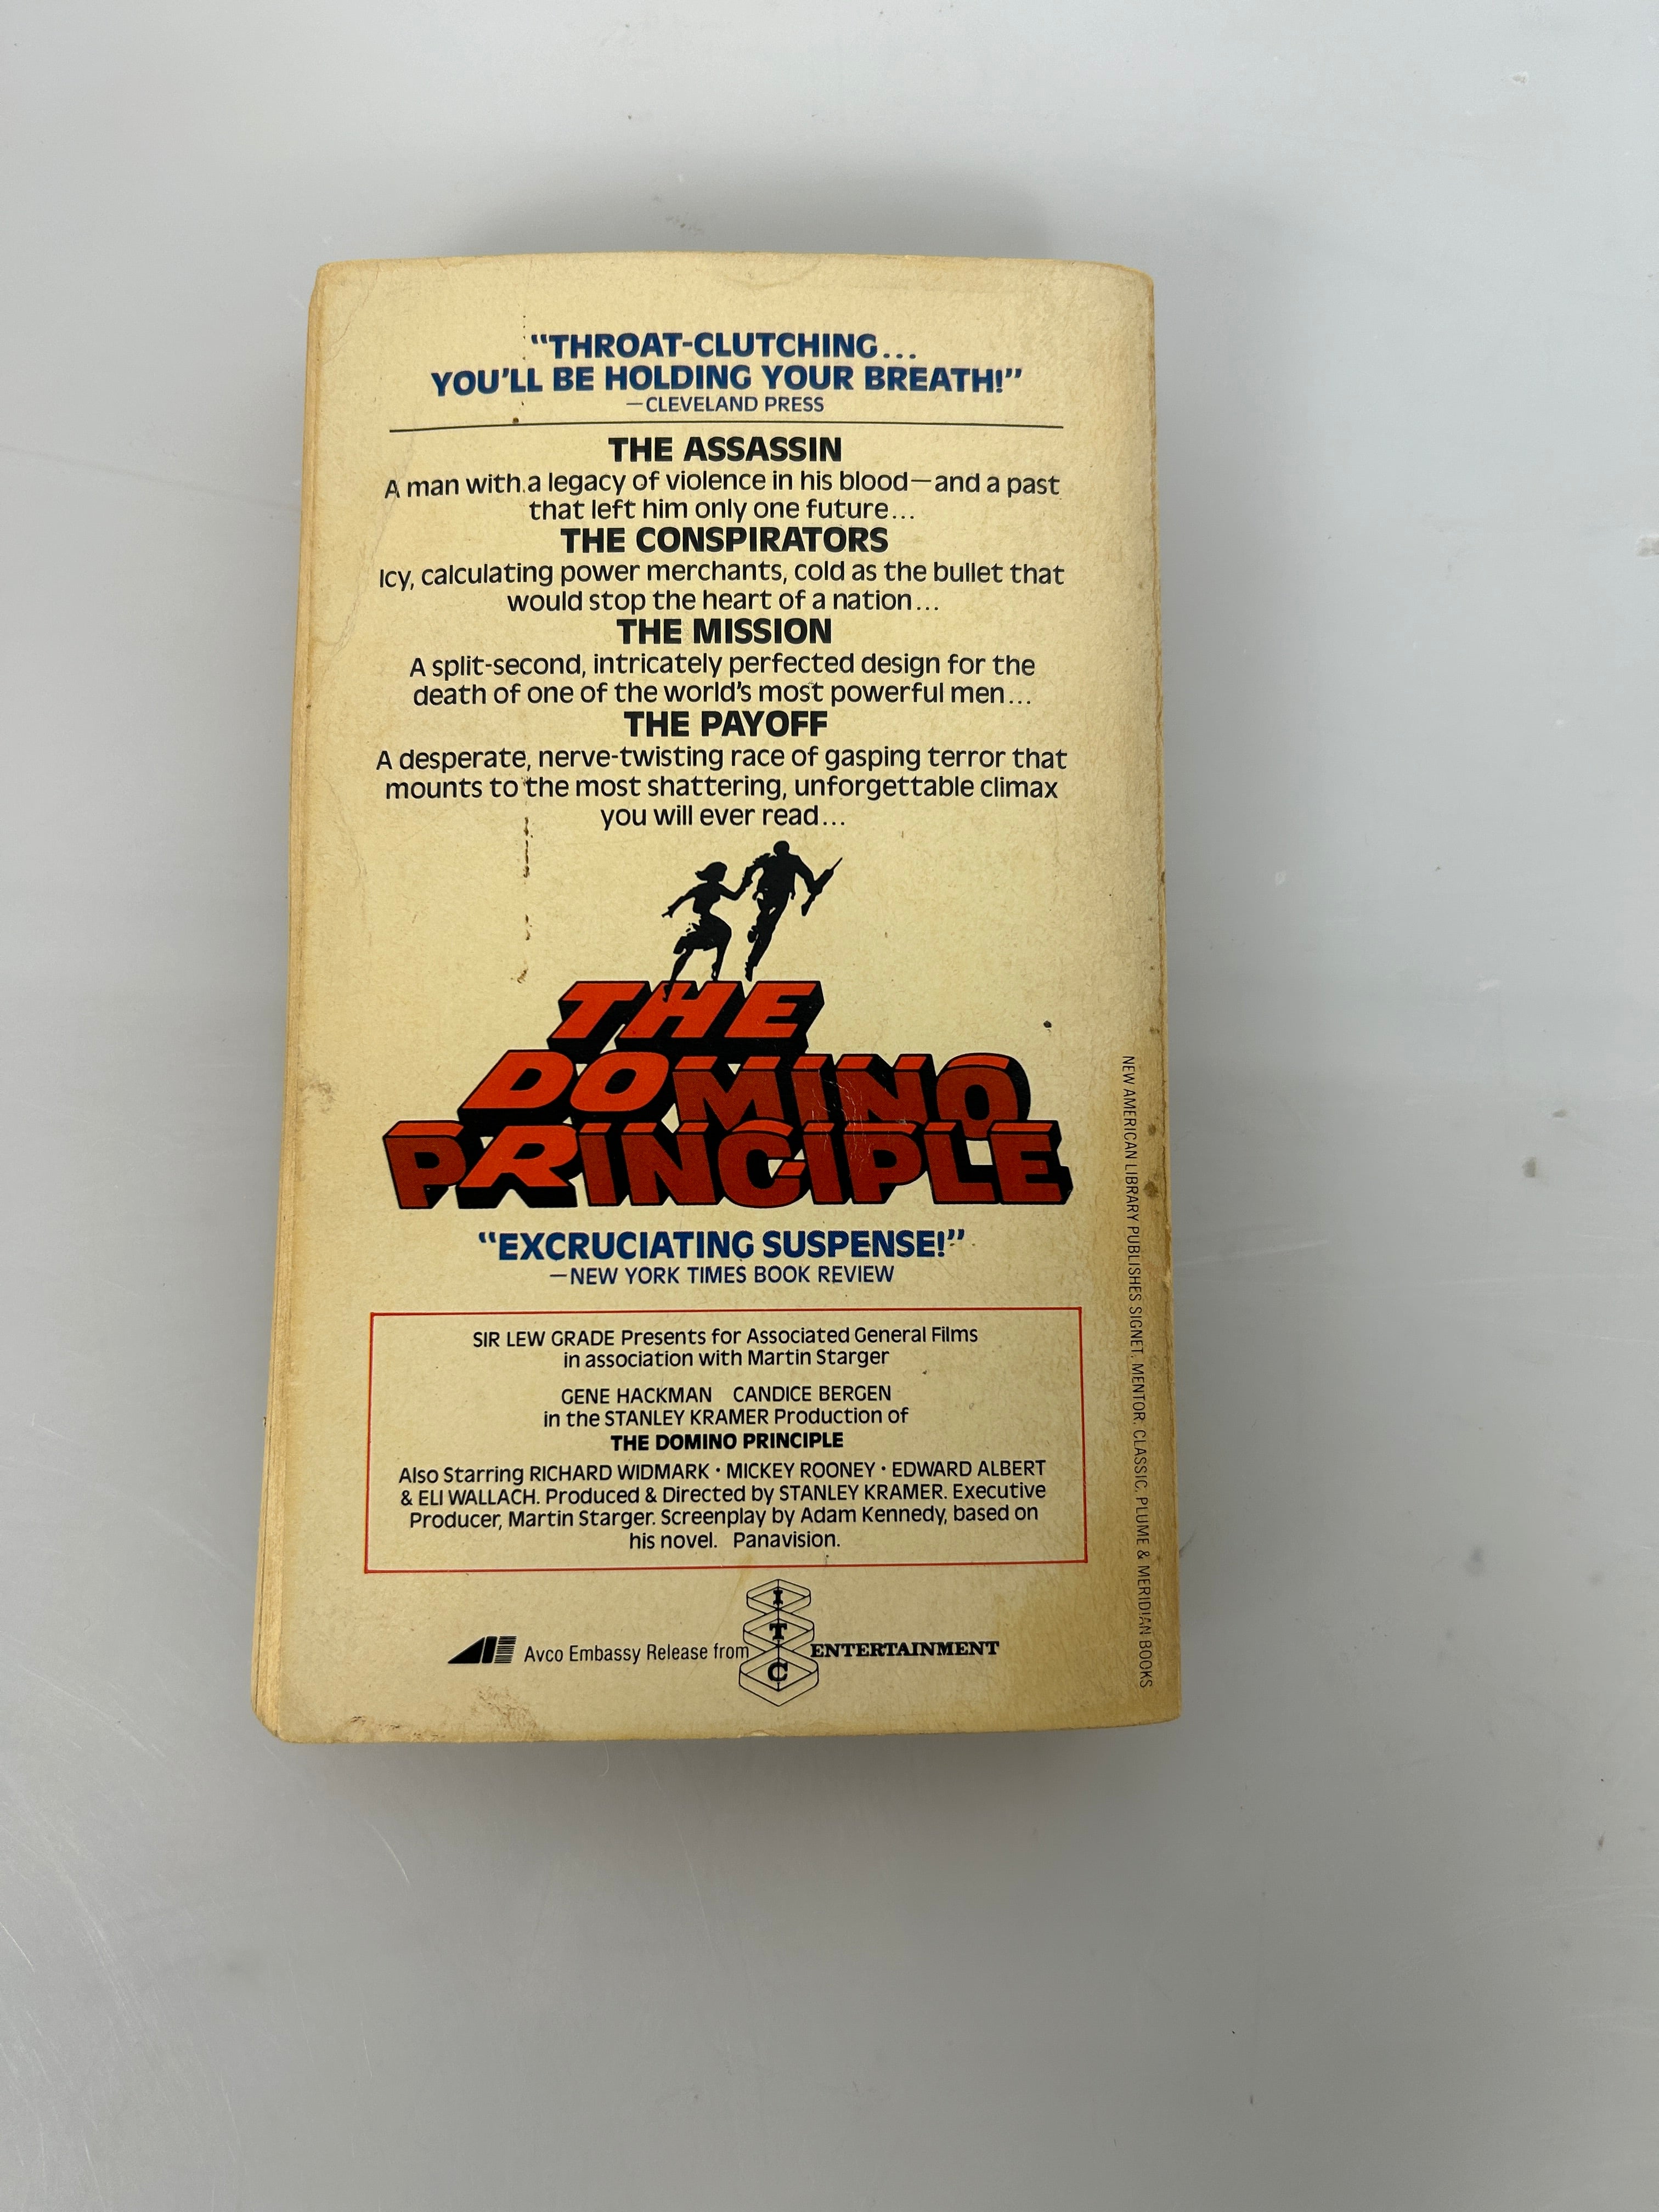 “THROAT-CLUTCHING...
YOU’LL BE HOLDING YOUR BREATH!”
—CLEVELAND PRESS
THE ASSASSIN
A man with a legacy of violence in his blood—and a past
that left him only one future...
THE CONSPIRATORS
Icy, calculating power merchants, cold as the bullet that
would stop the heart of a nation...
THE MISSION
A split-second, intricately perfected design for the
death of one of the world’s most powerful men...
THE PAYOFF
A desperate, nerve-twisting race of gasping terror that
mounts to the most shattering, unforgettable climax
you will ever read...
THE
DOMINO
PRINCIPLE
“EXCRUCIATING SUSPENSE!”
—NEW YORK TIMES BOOK REVIEW
SIR LEW GRADE Presents for Associated General Films
in association with Martin Starger
GENE HACKMAN CANDICE BERGEN
in the STANLEY KRAMER Production of
THE DOMINO PRINCIPLE
Also Starring RICHARD WIDMARK • MICKEY ROONEY • EDWARD ALBERT
& ELI WALLACH. Produced & Directed by STANLEY KRAMER. Executive
Producer, Martin Starger. Screenplay by Adam Kennedy, based on
his novel. Panavision.
Avco Embassy Release from ITC ENTERTAINMENT
NEW AMERICAN LIBRARY PUBLISHES SIGNET, MENTOR, CLASSIC, PLUME & MERIDIAN BOOKS